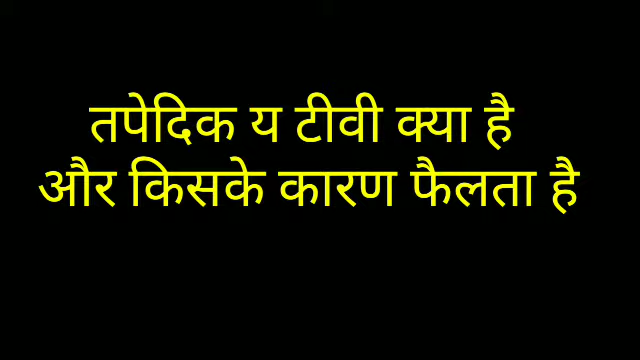 तपेदिक य टीवी क्या है
और किसके कारण फैलता है